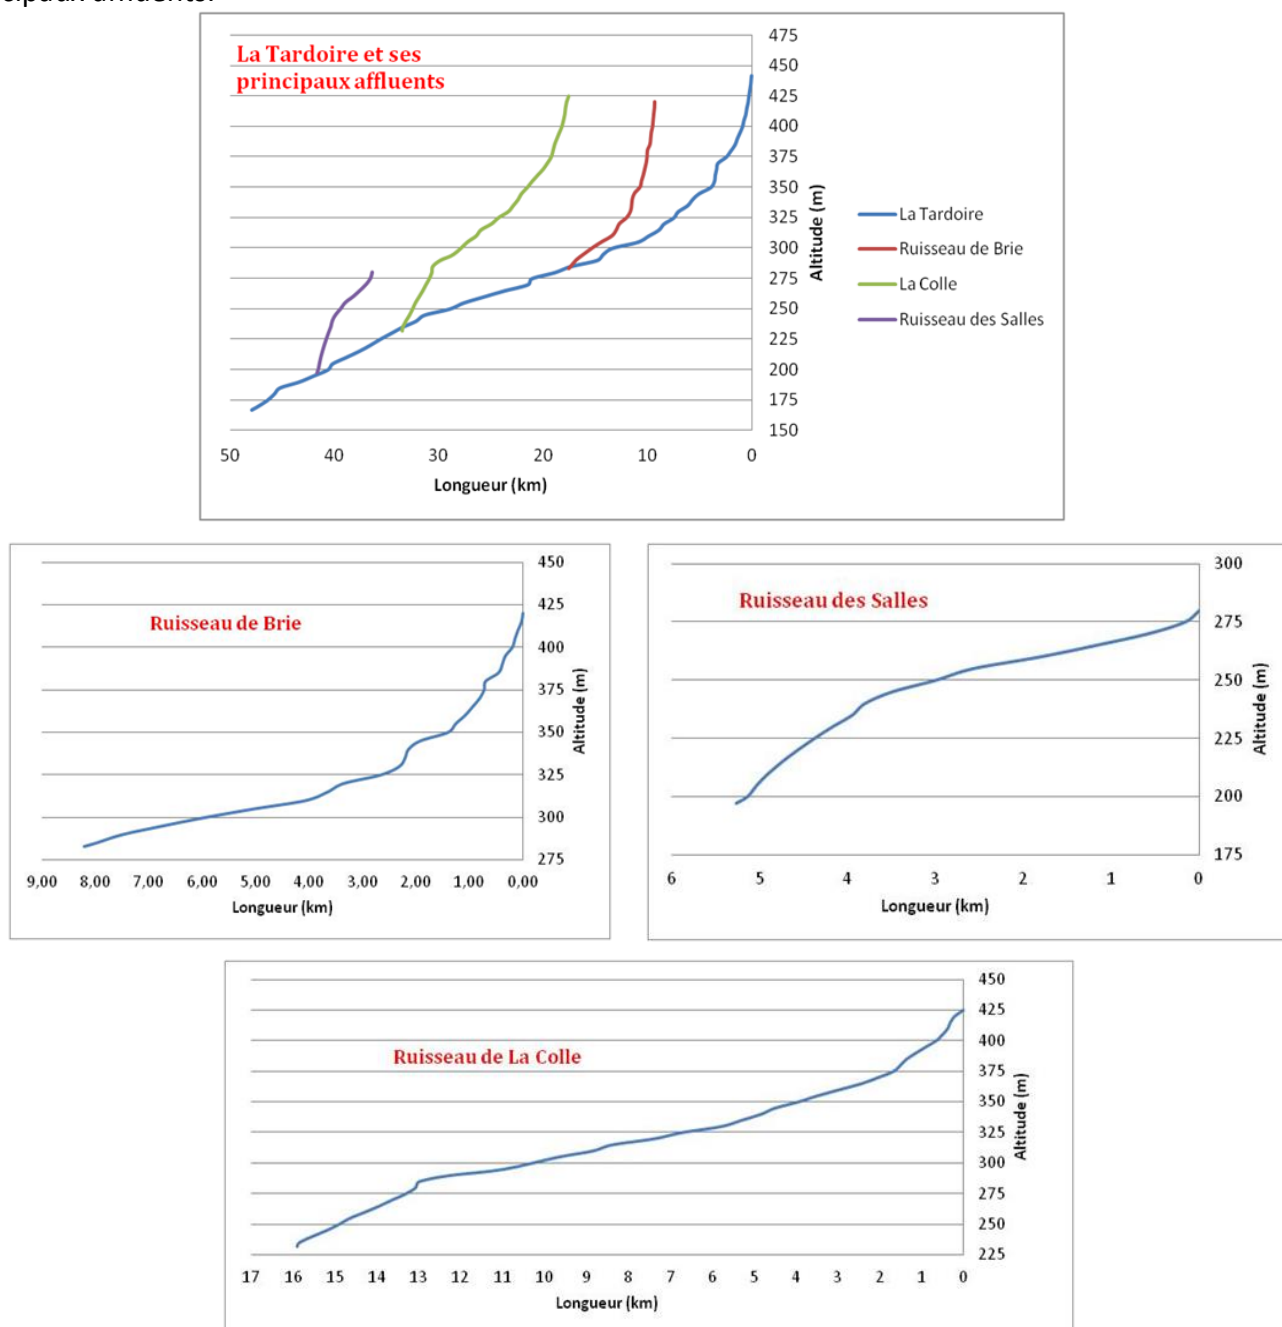 La Tardoire et ses
principaux affluents
475
450
425
400
375
350
325
300
275
250
225
200
175
150
Altitude (m)
50 40 30 20 10 0
Longueur (km)
La Tardoire
Ruisseau de Brie
La Colle
Ruisseau des Salles
Ruisseau de Brie
450
425
400
375
350
325
300
275
Altitude (m)
9,00 8,00 7,00 6,00 5,00 4,00 3,00 2,00 1,00 0,00
Longueur (km)
Ruisseau des Salles
300
275
250
225
200
175
Altitude (m)
6 5 4 3 2 1 0
Longueur (km)
Ruisseau de La Colle
450
425
400
375
350
325
300
275
250
225
Altitude (m)
17 16 15 14 13 12 11 10 9 8 7 6 5 4 3 2 1 0
Longueur (km)